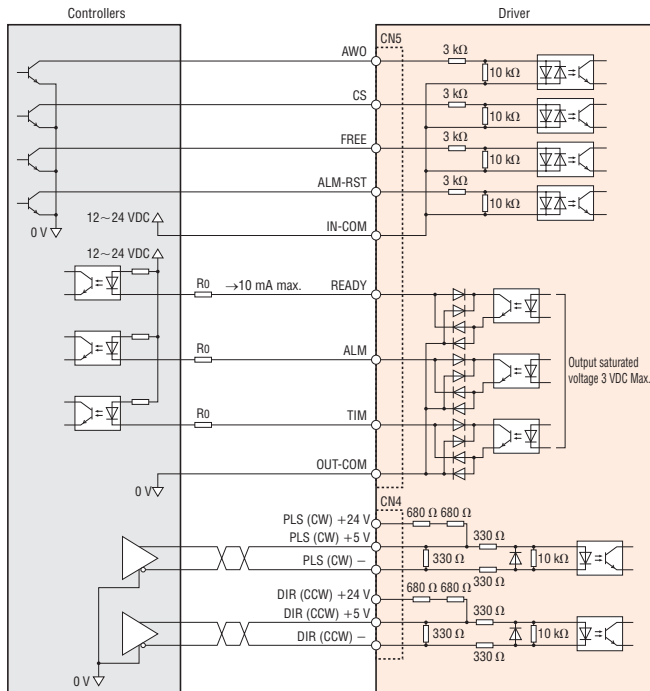 Controllers
Driver
CN5
AWO
3 kΩ
10 kΩ
CS
3 kΩ
10 kΩ
FREE
3 kΩ
10 kΩ
ALM-RST
3 kΩ
10 kΩ
0 V
12~24 VDC
IN-COM
12~24 VDC
R0
→10 mA max.
READY
R0
ALM
Output saturated
voltage 3 VDC Max.
R0
TIM
OUT-COM
0 V
CN4
PLS (CW) +24 V
680 Ω 680 Ω
PLS (CW) +5 V
330 Ω
PLS (CW) −
330 Ω
10 kΩ
330 Ω
DIR (CCW) +24 V
680 Ω 680 Ω
DIR (CCW) +5 V
330 Ω
DIR (CCW) −
330 Ω
10 kΩ
330 Ω
0 V